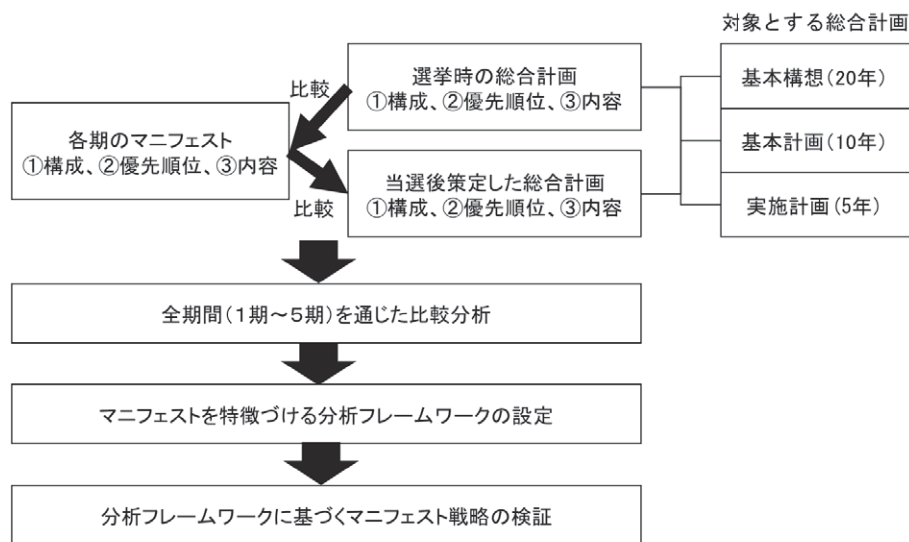 対象とする総合計画
選挙時の総合計画
①構成、②優先順位、③内容
基本構想(20年)
比較
各期のマニフェスト
①構成、②優先順位、③内容
基本計画(10年)
当選後策定した総合計画
①構成、②優先順位、③内容
比較
実施計画(5年)
全期間(1期～5期)を通じた比較分析
マニフェストを特徴づける分析フレームワークの設定
分析フレームワークに基づくマニフェスト戦略の検証